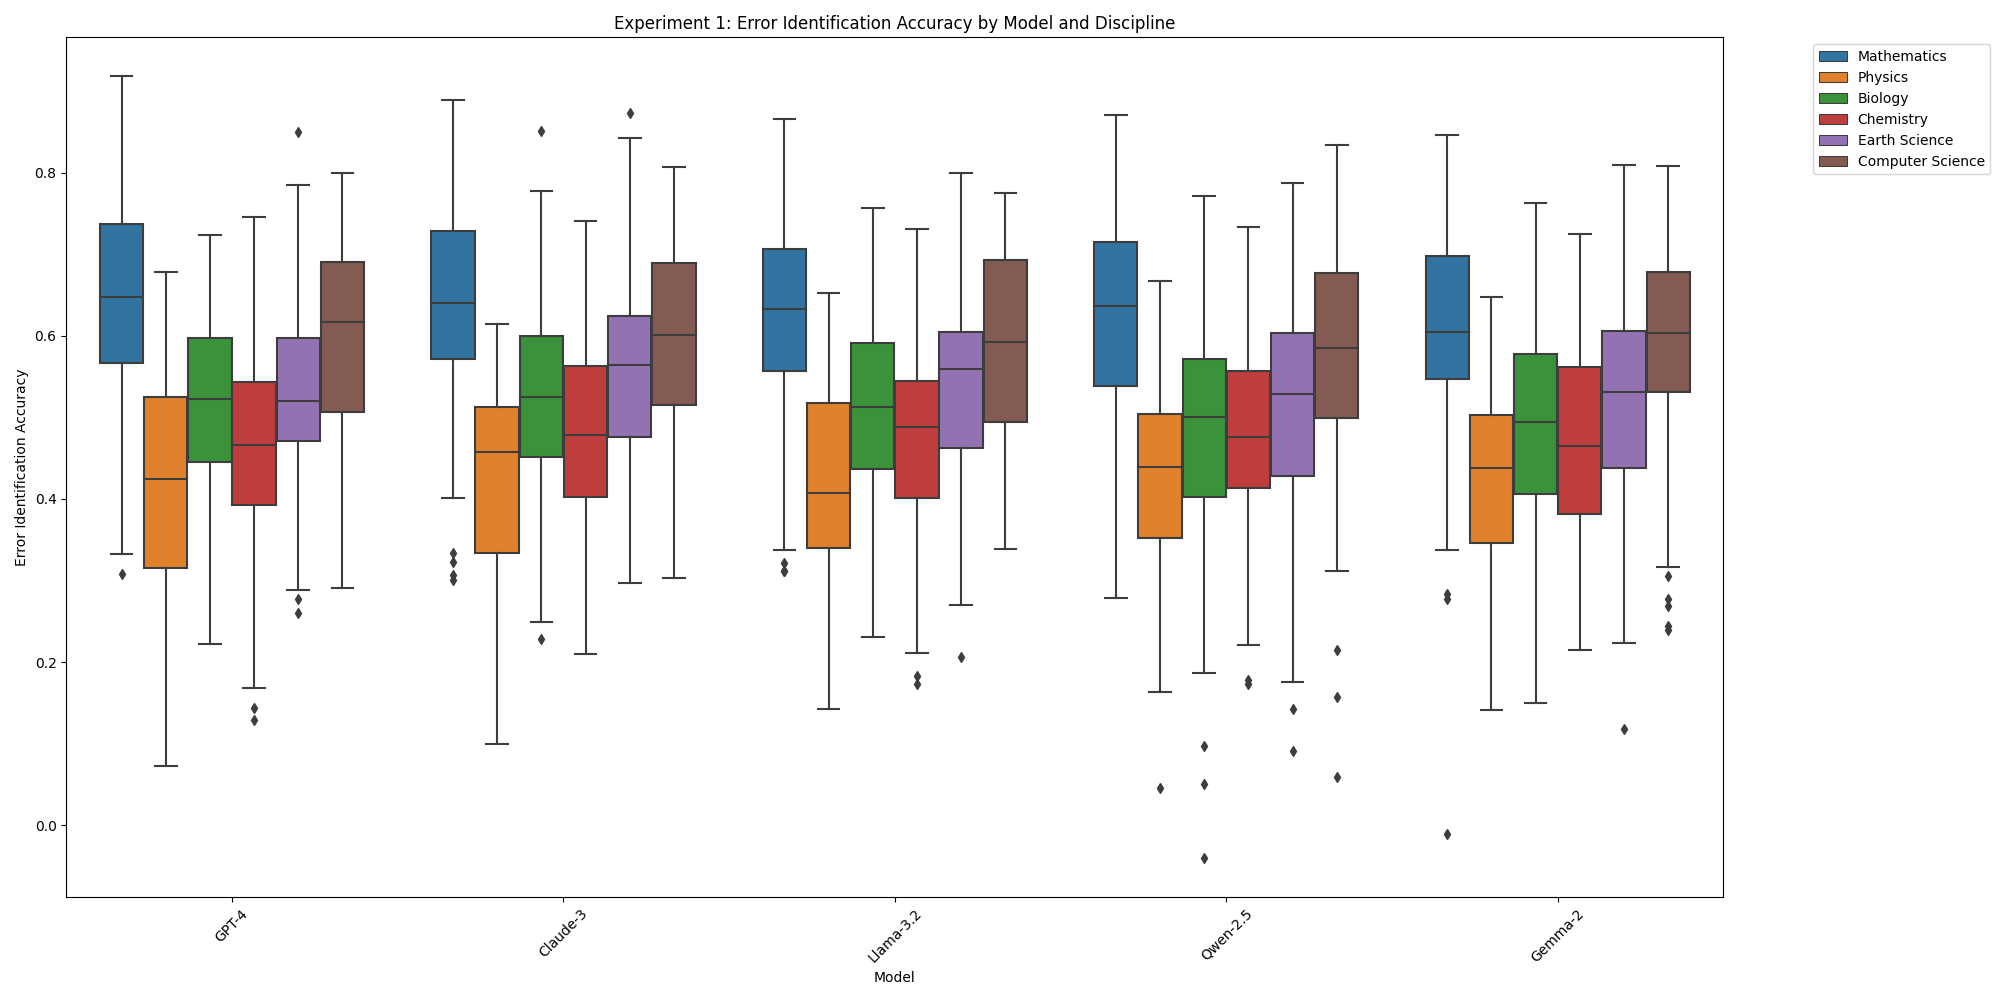 Experiment 1: Error Identification Accuracy by Model and Discipline
Mathematics
Physics
Biology
Chemistry
Earth Science
Computer Science
Error Identification Accuracy
0.8
0.6
0.4
0.2
0.0
GPT-4
Claude-3
Llama-3.2
Qwen-2.5
Gemma-2
Model